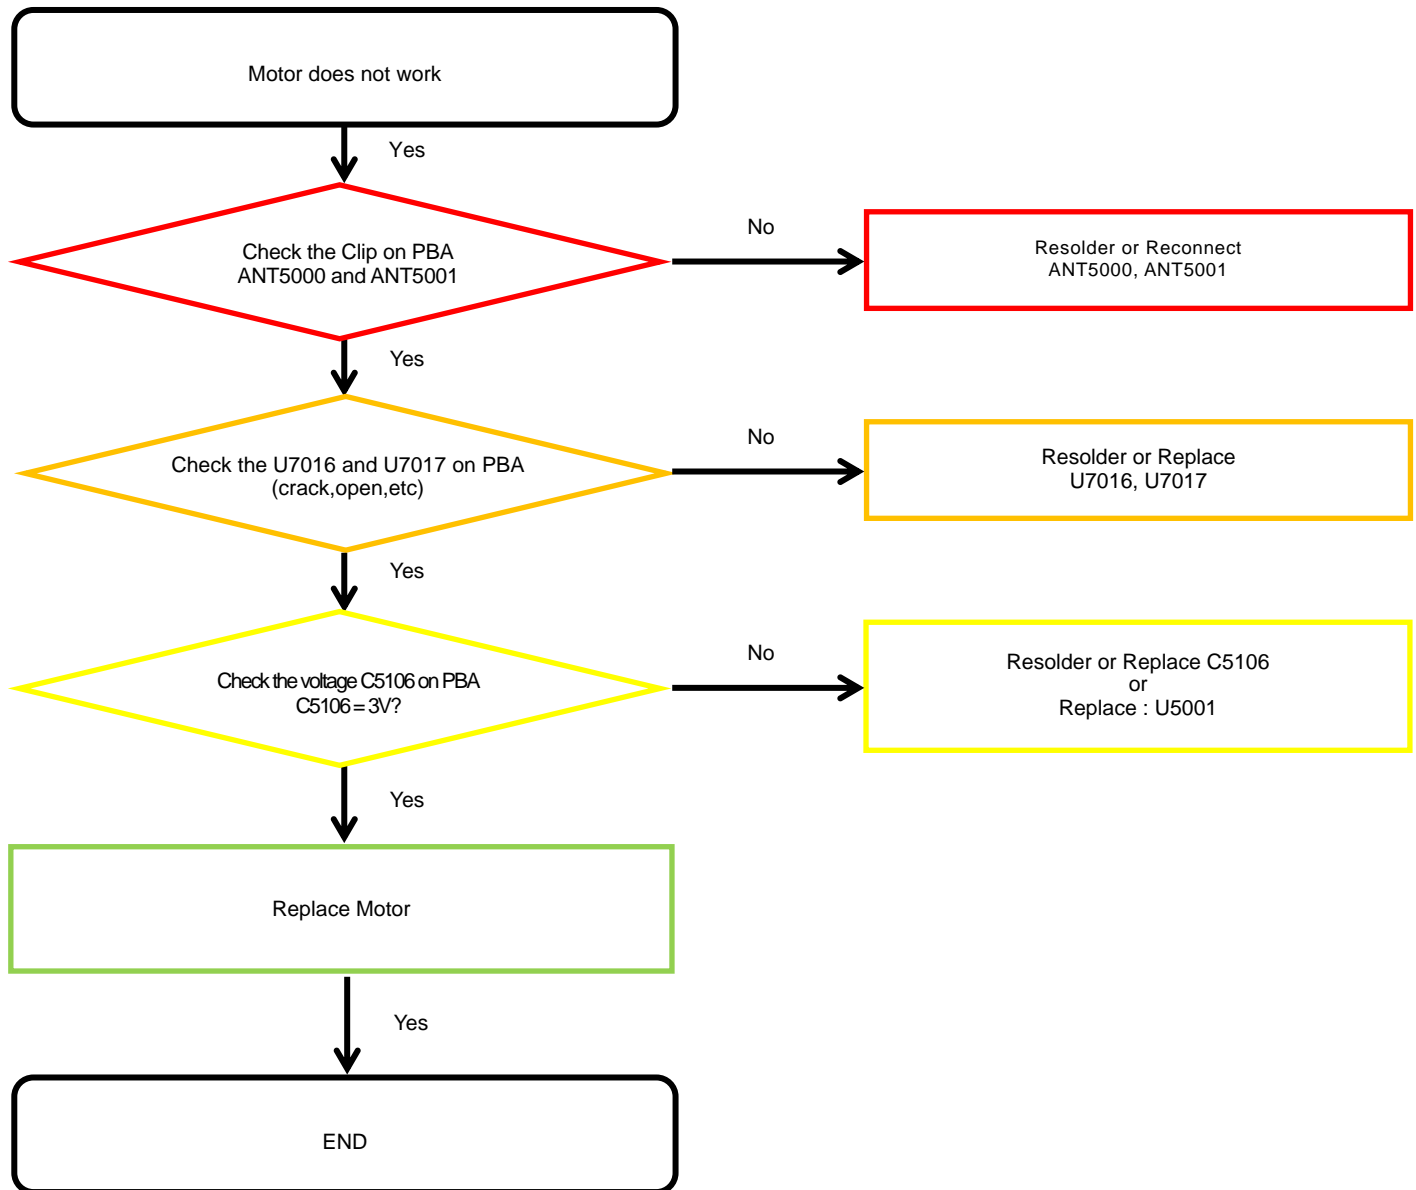 Motor does not work
Yes
Check the Clip on PBA
ANT5000 and ANT5001
No
Resolder or Reconnect
ANT5000, ANT5001
Yes
Check the U7016 and U7017 on PBA
(crack,open,etc)
No
Resolder or Replace
U7016, U7017
Yes
Check the voltage C5106 on PBA
C5106 = 3V?
No
Resolder or Replace C5106
or
Replace : U5001
Yes
Replace Motor
Yes
END